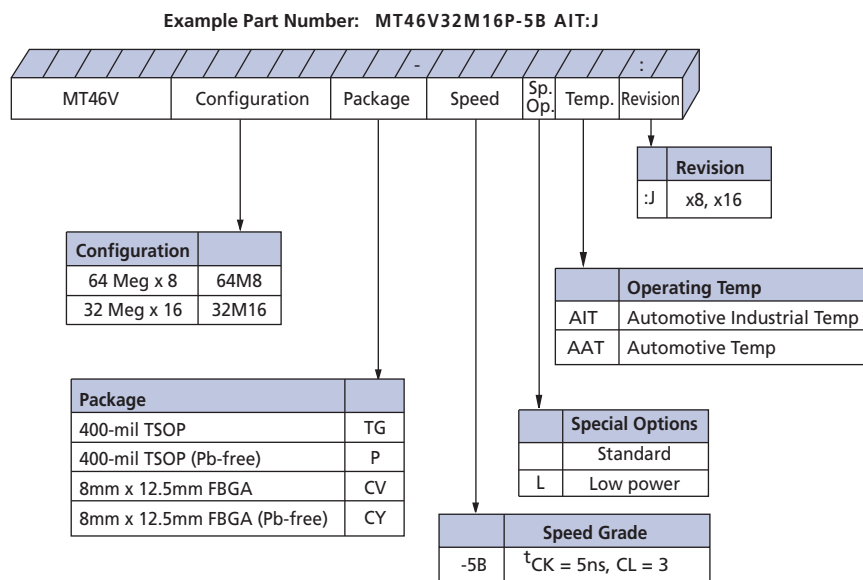 Example Part Number: MT46V32M16P-5B AIT:J
- :
MT46V Configuration Package Speed Sp. Op. Temp. Revision
Revision
:J x8, x16
Configuration
64 Meg x 8 64M8
32 Meg x 16 32M16
Operating Temp
AIT Automotive Industrial Temp
AAT Automotive Temp
Package
400-mil TSOP TG
400-mil TSOP (Pb-free) P
8mm x 12.5mm FBGA CV
8mm x 12.5mm FBGA (Pb-free) CY
Special Options
Standard
L Low power
Speed Grade
-5B tCK = 5ns, CL = 3